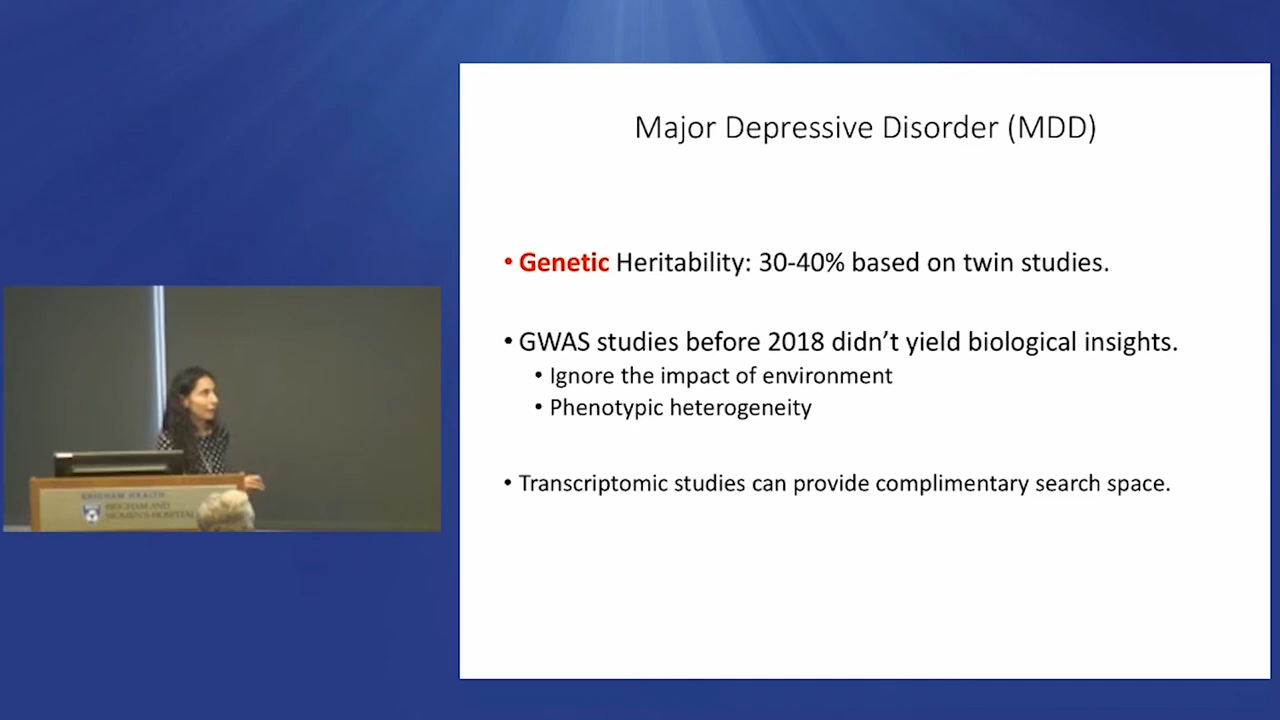 Major Depressive Disorder (MDD)
• Genetic Heritability: 30-40% based on twin studies.
• GWAS studies before 2018 didn’t yield biological insights.
• Ignore the impact of environment
• Phenotypic heterogeneity
• Transcriptomic studies can provide complimentary search space.
BRIGHAM HEALTH
BRIGHAM AND
WOMEN'S HOSPITAL